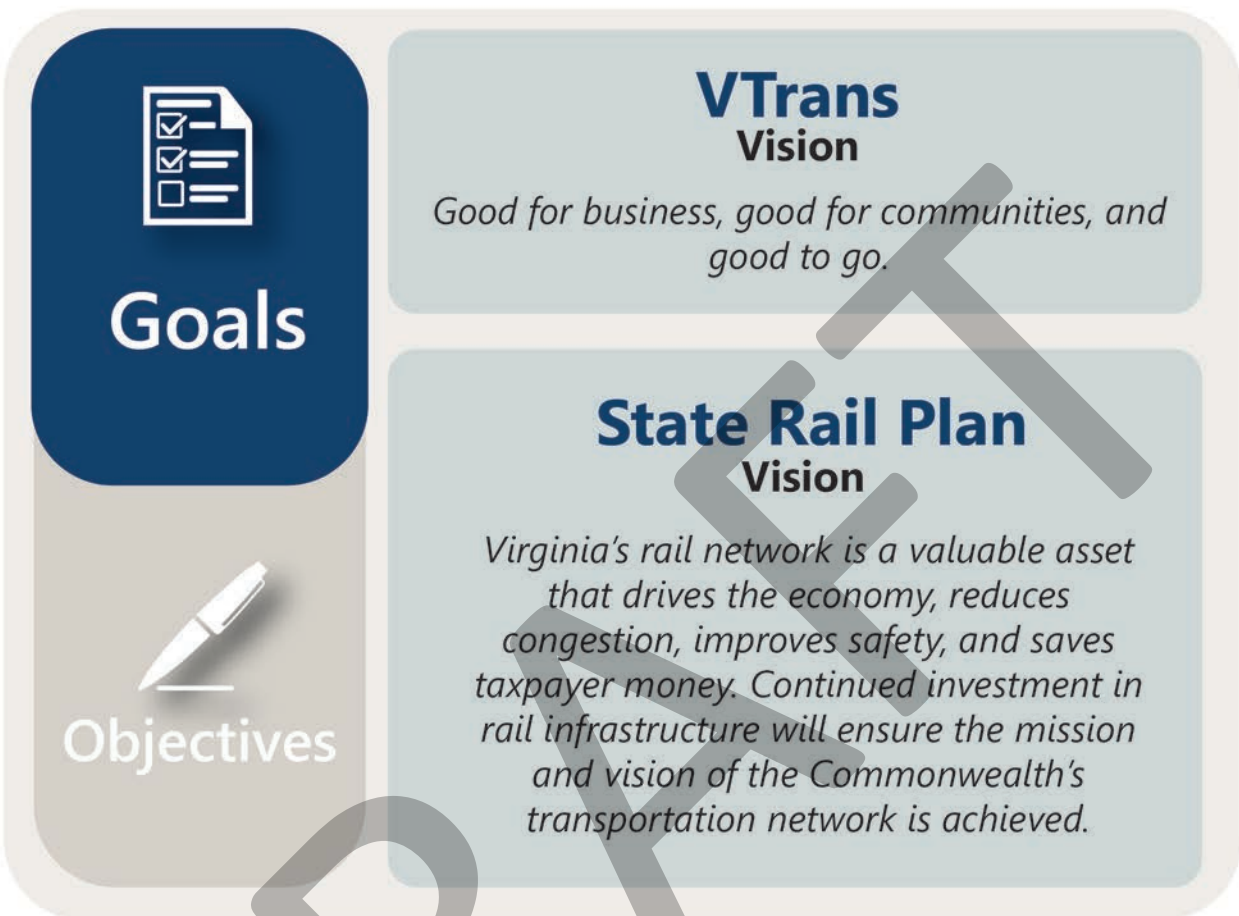 Goals
Objectives
VTrans
Vision
Good for business, good for communities, and
good to go.
State Rail Plan
Vision
Virginia’s rail network is a valuable asset
that drives the economy, reduces
congestion, improves safety, and saves
taxpayer money. Continued investment in
rail infrastructure will ensure the mission
and vision of the Commonwealth’s
transportation network is achieved.
DRAFT